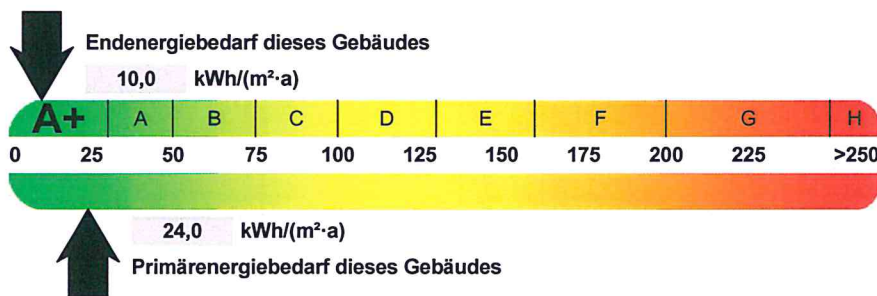 Endenergiebedarf dieses Gebäudes
10,0 kWh/(m²·a)
A+ A B C D E F G H
0 25 50 75 100 125 150 175 200 225 >250
24,0 kWh/(m²·a)
Primärenergiebedarf dieses Gebäudes